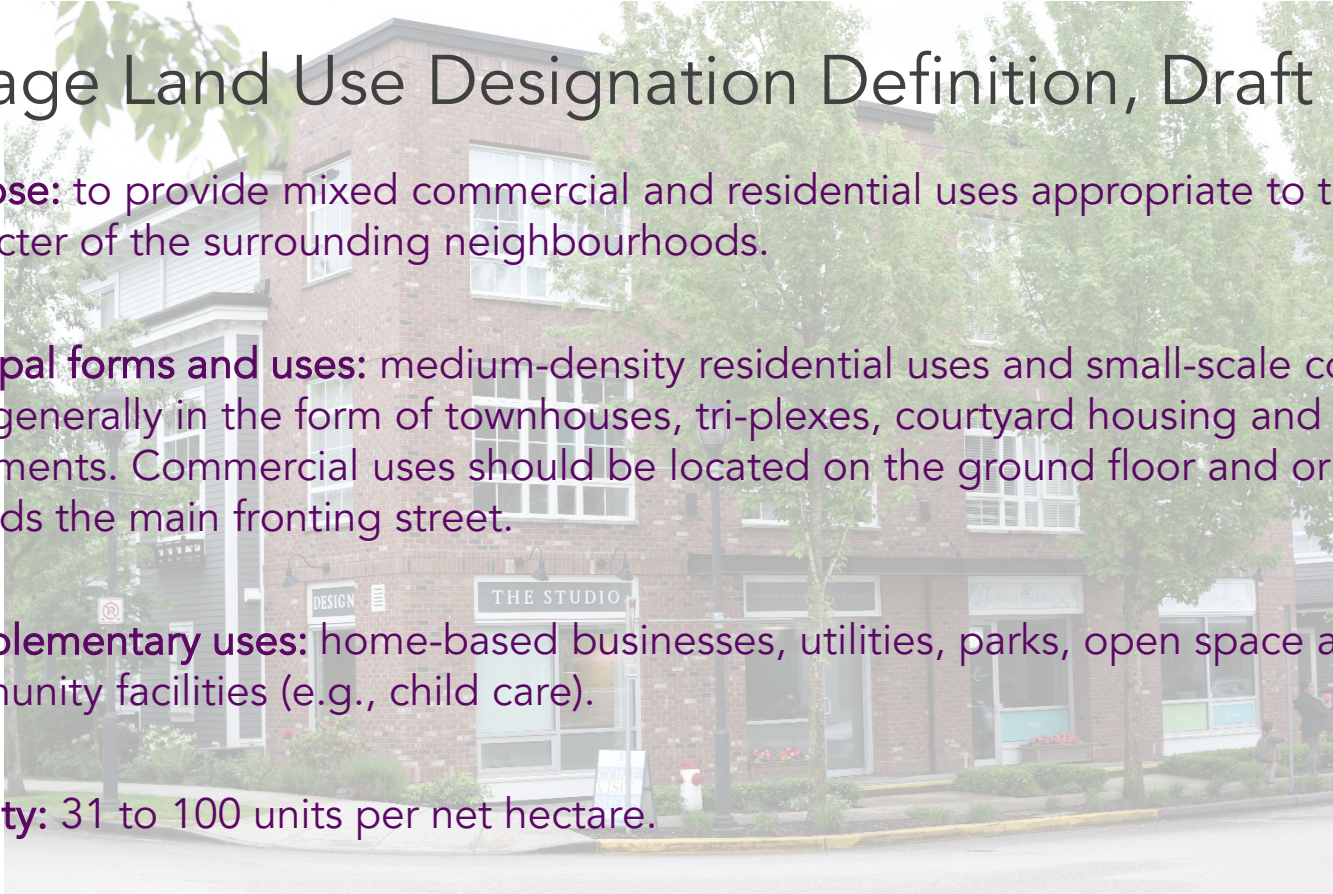 age Land Use Designation Definition, Draft
ose: to provide mixed commercial and residential uses appropriate to t
cter of the surrounding neighbourhoods.
pal forms and uses: medium-density residential uses and small-scale co
generally in the form of townhouses, tri-plexes, courtyard housing and
ments. Commercial uses should be located on the ground floor and or
ds the main fronting street.
DESIGN
THE STUDIO
plementary uses: home-based businesses, utilities, parks, open space a
unity facilities (e.g., child care).
COME
VISIT
ty: 31 to 100 units per net hectare.